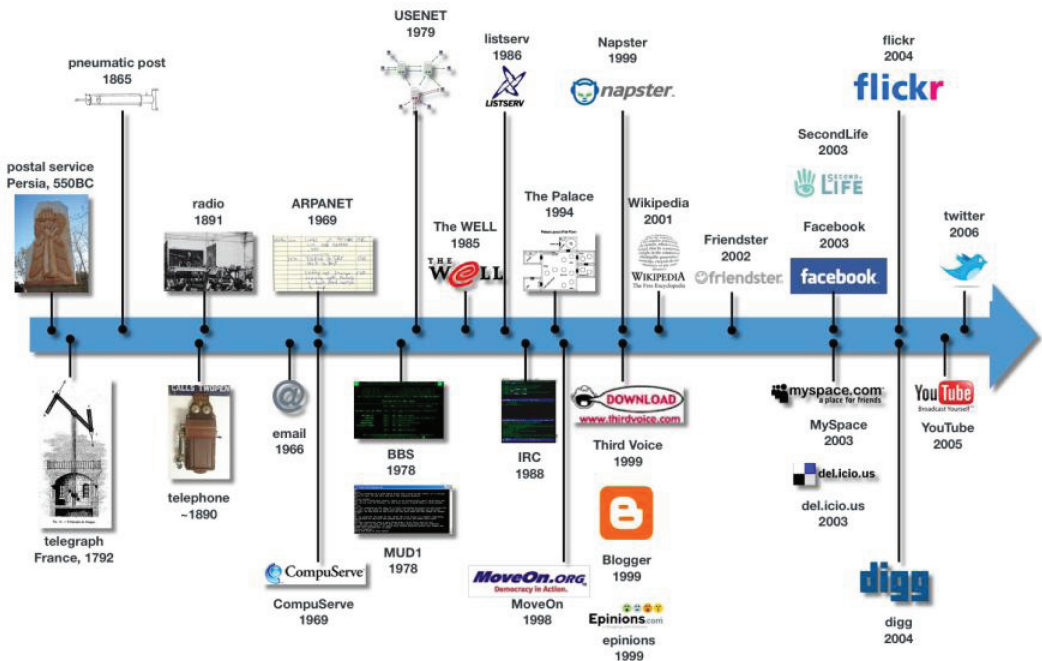 USENET
1979
listserv
1986
LISTSERV
Napster
1999
napster.
flickr
2004
flickr
pneumatic post
1865
SecondLife
2003
SECOND
LIFE
postal service
Persia, 550BC
radio
1891
ARPANET
1969
The WELL
1985
THE
WELL
The Palace
1994
Wikipedia
2001
WIKIPEDIA
The Free Encyclopedia
Friendster
2002
friendster.
Facebook
2003
facebook
twitter
2006
telegraph
France, 1792
CALLS TWOPEN
telephone
~1890
@
email
1966
CompuServe
CompuServe
1969
BBS
1978
MUD1
1978
IRC
1988
MOVEON.ORG
Democracy in Action.
MoveOn
1998
DOWNLOAD
www.thirdvoice.com
Third Voice
1999
Blogger
1999
Epinions.com
epinions
1999
myspace.com
a place for friends
MySpace
2003
del.icio.us
del.icio.us
2003
digg
digg
2004
YouTube
Broadcast Yourself
YouTube
2005